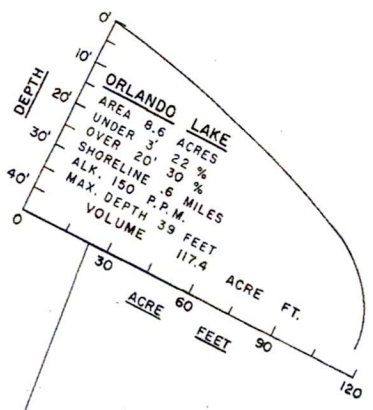 0'
10'
20'
30'
40'
DEPTH
ORLANDO LAKE
AREA 8.6 ACRES
UNDER 3' 22 %
OVER 20' 30 %
SHORELINE .6 MILES
ALK. 150 P.P.M.
MAX. DEPTH 39 FEET
VOLUME 117.4 ACRE FT.
0
30
60
90
120
ACRE FEET